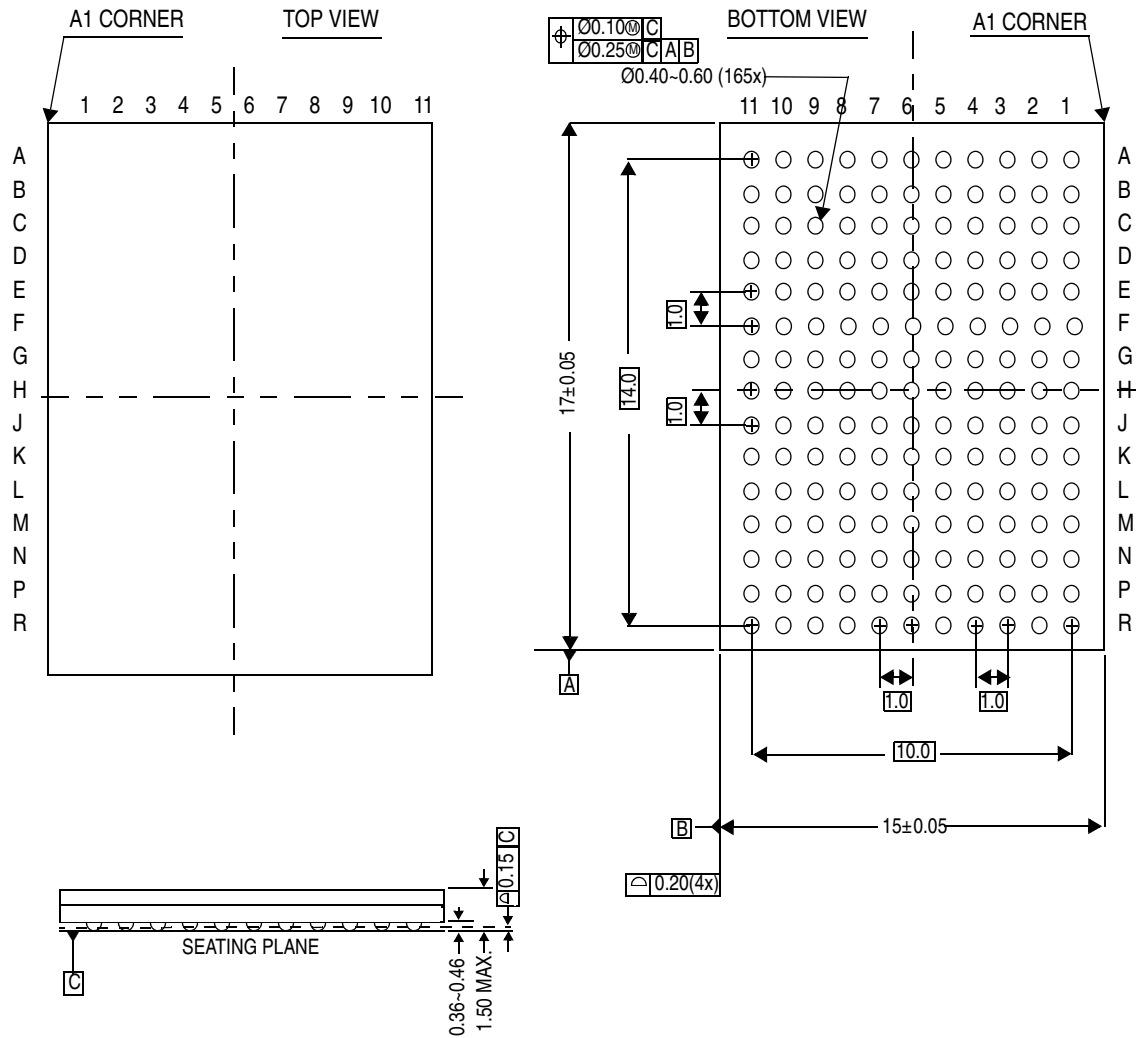 A1 CORNER
TOP VIEW
1 2 3 4 5 6 7 8 9 10 11
A
B
C
D
E
F
G
H
J
K
L
M
N
P
R
Ø0.10Ⓜ C
Ø0.25Ⓜ C A B
Ø0.40~0.60 (165x)
BOTTOM VIEW
A1 CORNER
11 10 9 8 7 6 5 4 3 2 1
A
B
C
D
E
F
G
H
J
K
L
M
N
P
R
1.0
1.0
14.0
17±0.05
A
1.0
1.0
10.0
B
15±0.05
0.20(4x)
0.15 C
SEATING PLANE
C
0.36~0.46
1.50 MAX.